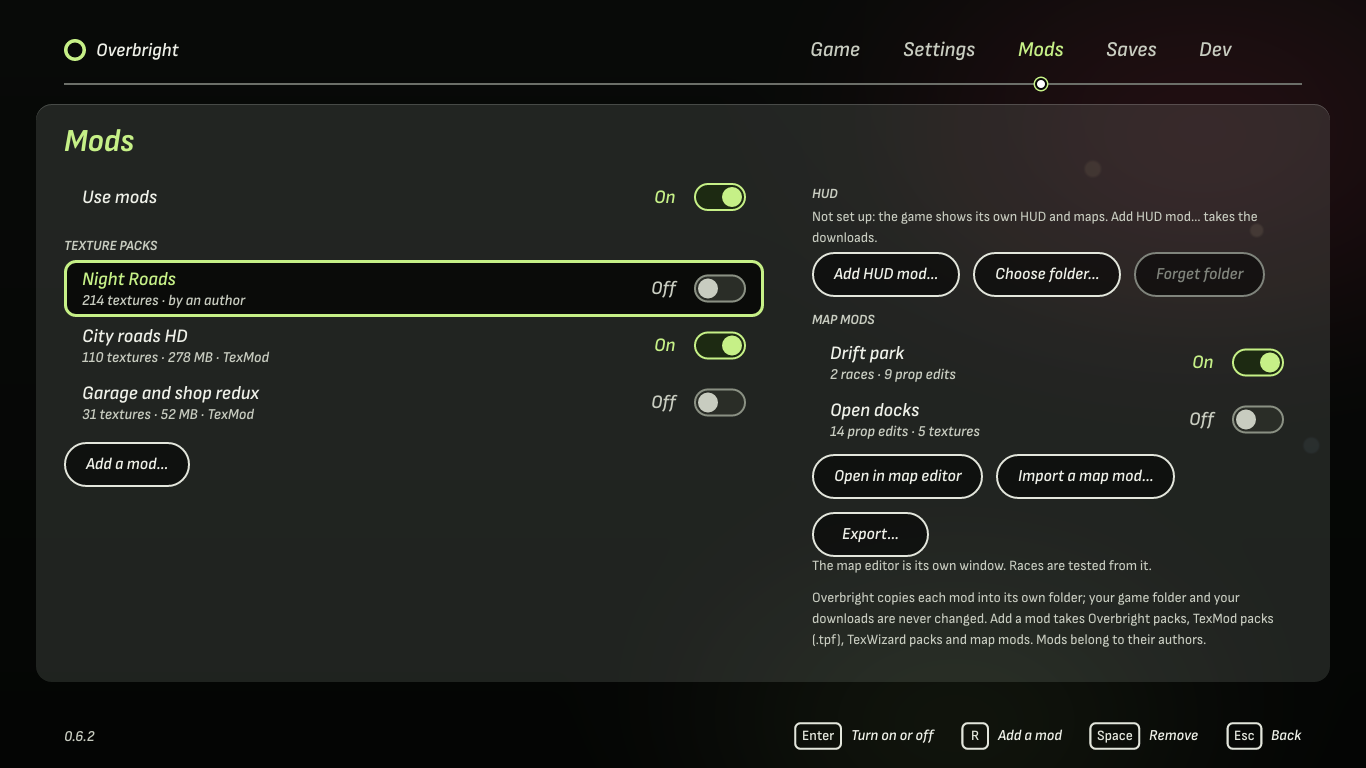 Overbright
Game Settings Mods Saves Dev
Mods
Use mods On
TEXTURE PACKS
Night Roads
214 textures · by an author
Off
City roads HD
110 textures · 278 MB · TexMod
On
Garage and shop redux
31 textures · 52 MB · TexMod
Off
Add a mod...
HUD
Not set up: the game shows its own HUD and maps. Add HUD mod... takes the
downloads.
Add HUD mod... Choose folder... Forget folder
MAP MODS
Drift park
2 races · 9 prop edits
On
Open docks
14 prop edits · 5 textures
Off
Open in map editor Import a map mod...
Export...
The map editor is its own window. Races are tested from it.
Overbright copies each mod into its own folder; your game folder and your
downloads are never changed. Add a mod takes Overbright packs, TexMod packs
(.tpf), TexWizard packs and map mods. Mods belong to their authors.
0.6.2
Enter Turn on or off R Add a mod Space Remove Esc Back